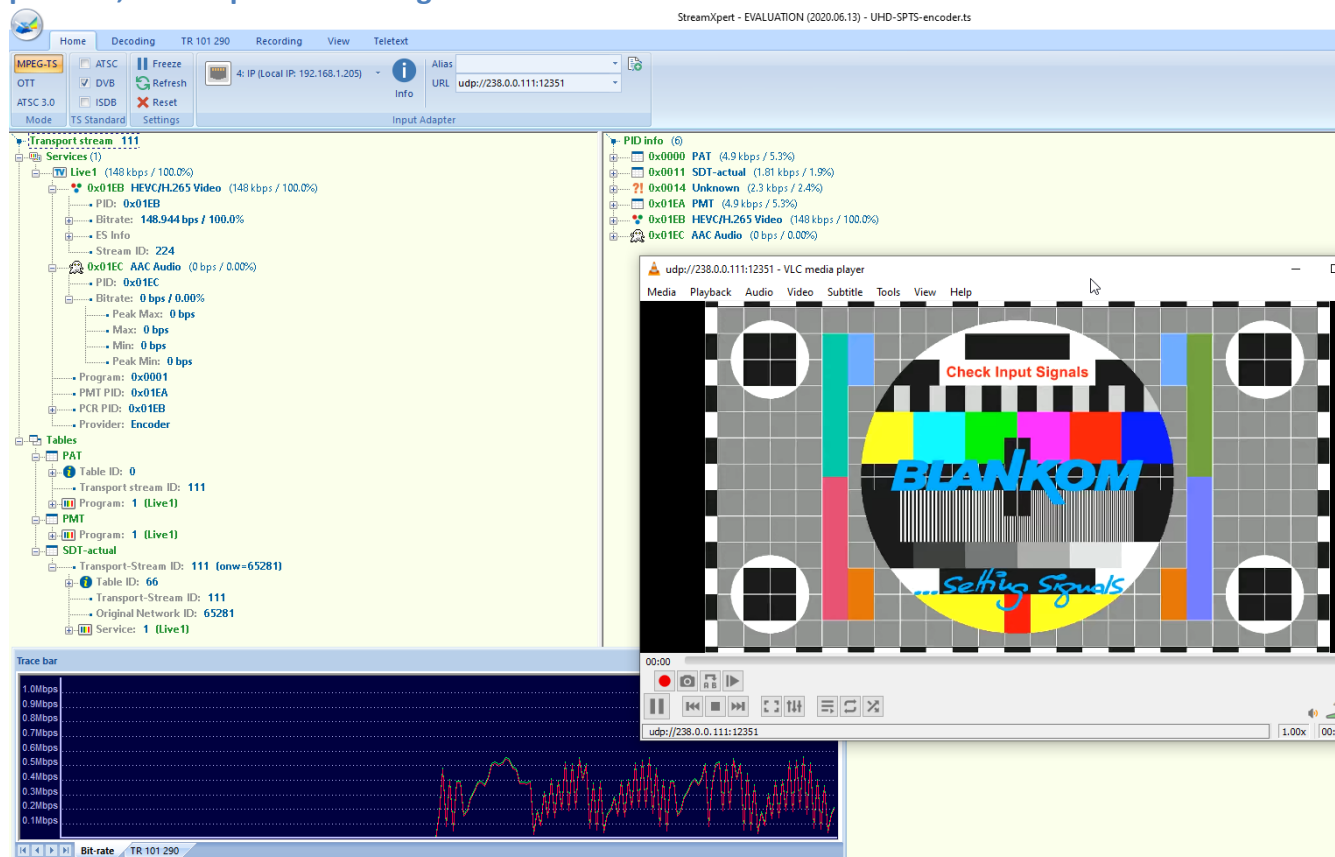 StreamXpert - EVALUATION (2020.06.13) - UHD-SPTS-encoder.ts
Home Decoding TR 101 290 Recording View Teletext
MPEG-TS
OTT
ATSC 3.0
Mode
ATSC
DVB
ISDB
TS Standard
Freeze
Refresh
Reset
Settings
4: IP (Local IP: 192.168.1.205)
Info
Alias
URL udp://238.0.0.111:12351
Input Adapter
Transport stream 111
Services (1)
TV Live1 (148 kbps / 100.0%)
0x01EB HEVC/H.265 Video (148 kbps / 100.0%)
PID: 0x01EB
Bitrate: 148.944 bps / 100.0%
ES Info
Stream ID: 224
0x01EC AAC Audio (0 bps / 0.00%)
PID: 0x01EC
Bitrate: 0 bps / 0.00%
Peak Max: 0 bps
Max: 0 bps
Min: 0 bps
Peak Min: 0 bps
Program: 0x0001
PMT PID: 0x01EA
PCR PID: 0x01EB
Provider: Encoder
Tables
PAT
Table ID: 0
Transport stream ID: 111
Program: 1 (Live1)
PMT
Program: 1 (Live1)
SDT-actual
Transport-Stream ID: 111 (onw=65281)
Table ID: 66
Transport-Stream ID: 111
Original Network ID: 65281
Service: 1 (Live1)
PID info (6)
0x0000 PAT (4.9 kbps / 5.3%)
0x0011 SDT-actual (1.81 kbps / 1.9%)
?! 0x0014 Unknown (2.3 kbps / 2.4%)
0x01EA PMT (4.9 kbps / 5.3%)
0x01EB HEVC/H.265 Video (148 kbps / 100.0%)
0x01EC AAC Audio (0 bps / 0.00%)
udp://238.0.0.111:12351 - VLC media player
Media Playback Audio Video Subtitle Tools View Help
Check Input Signals
BLANKOM
...Setting Signals
00:00
A B
udp://238.0.0.111:12351
1.00x 00:
Trace bar
1.0Mbps
0.9Mbps
0.8Mbps
0.7Mbps
0.6Mbps
0.5Mbps
0.4Mbps
0.3Mbps
0.2Mbps
0.1Mbps
Bit-rate TR 101 290